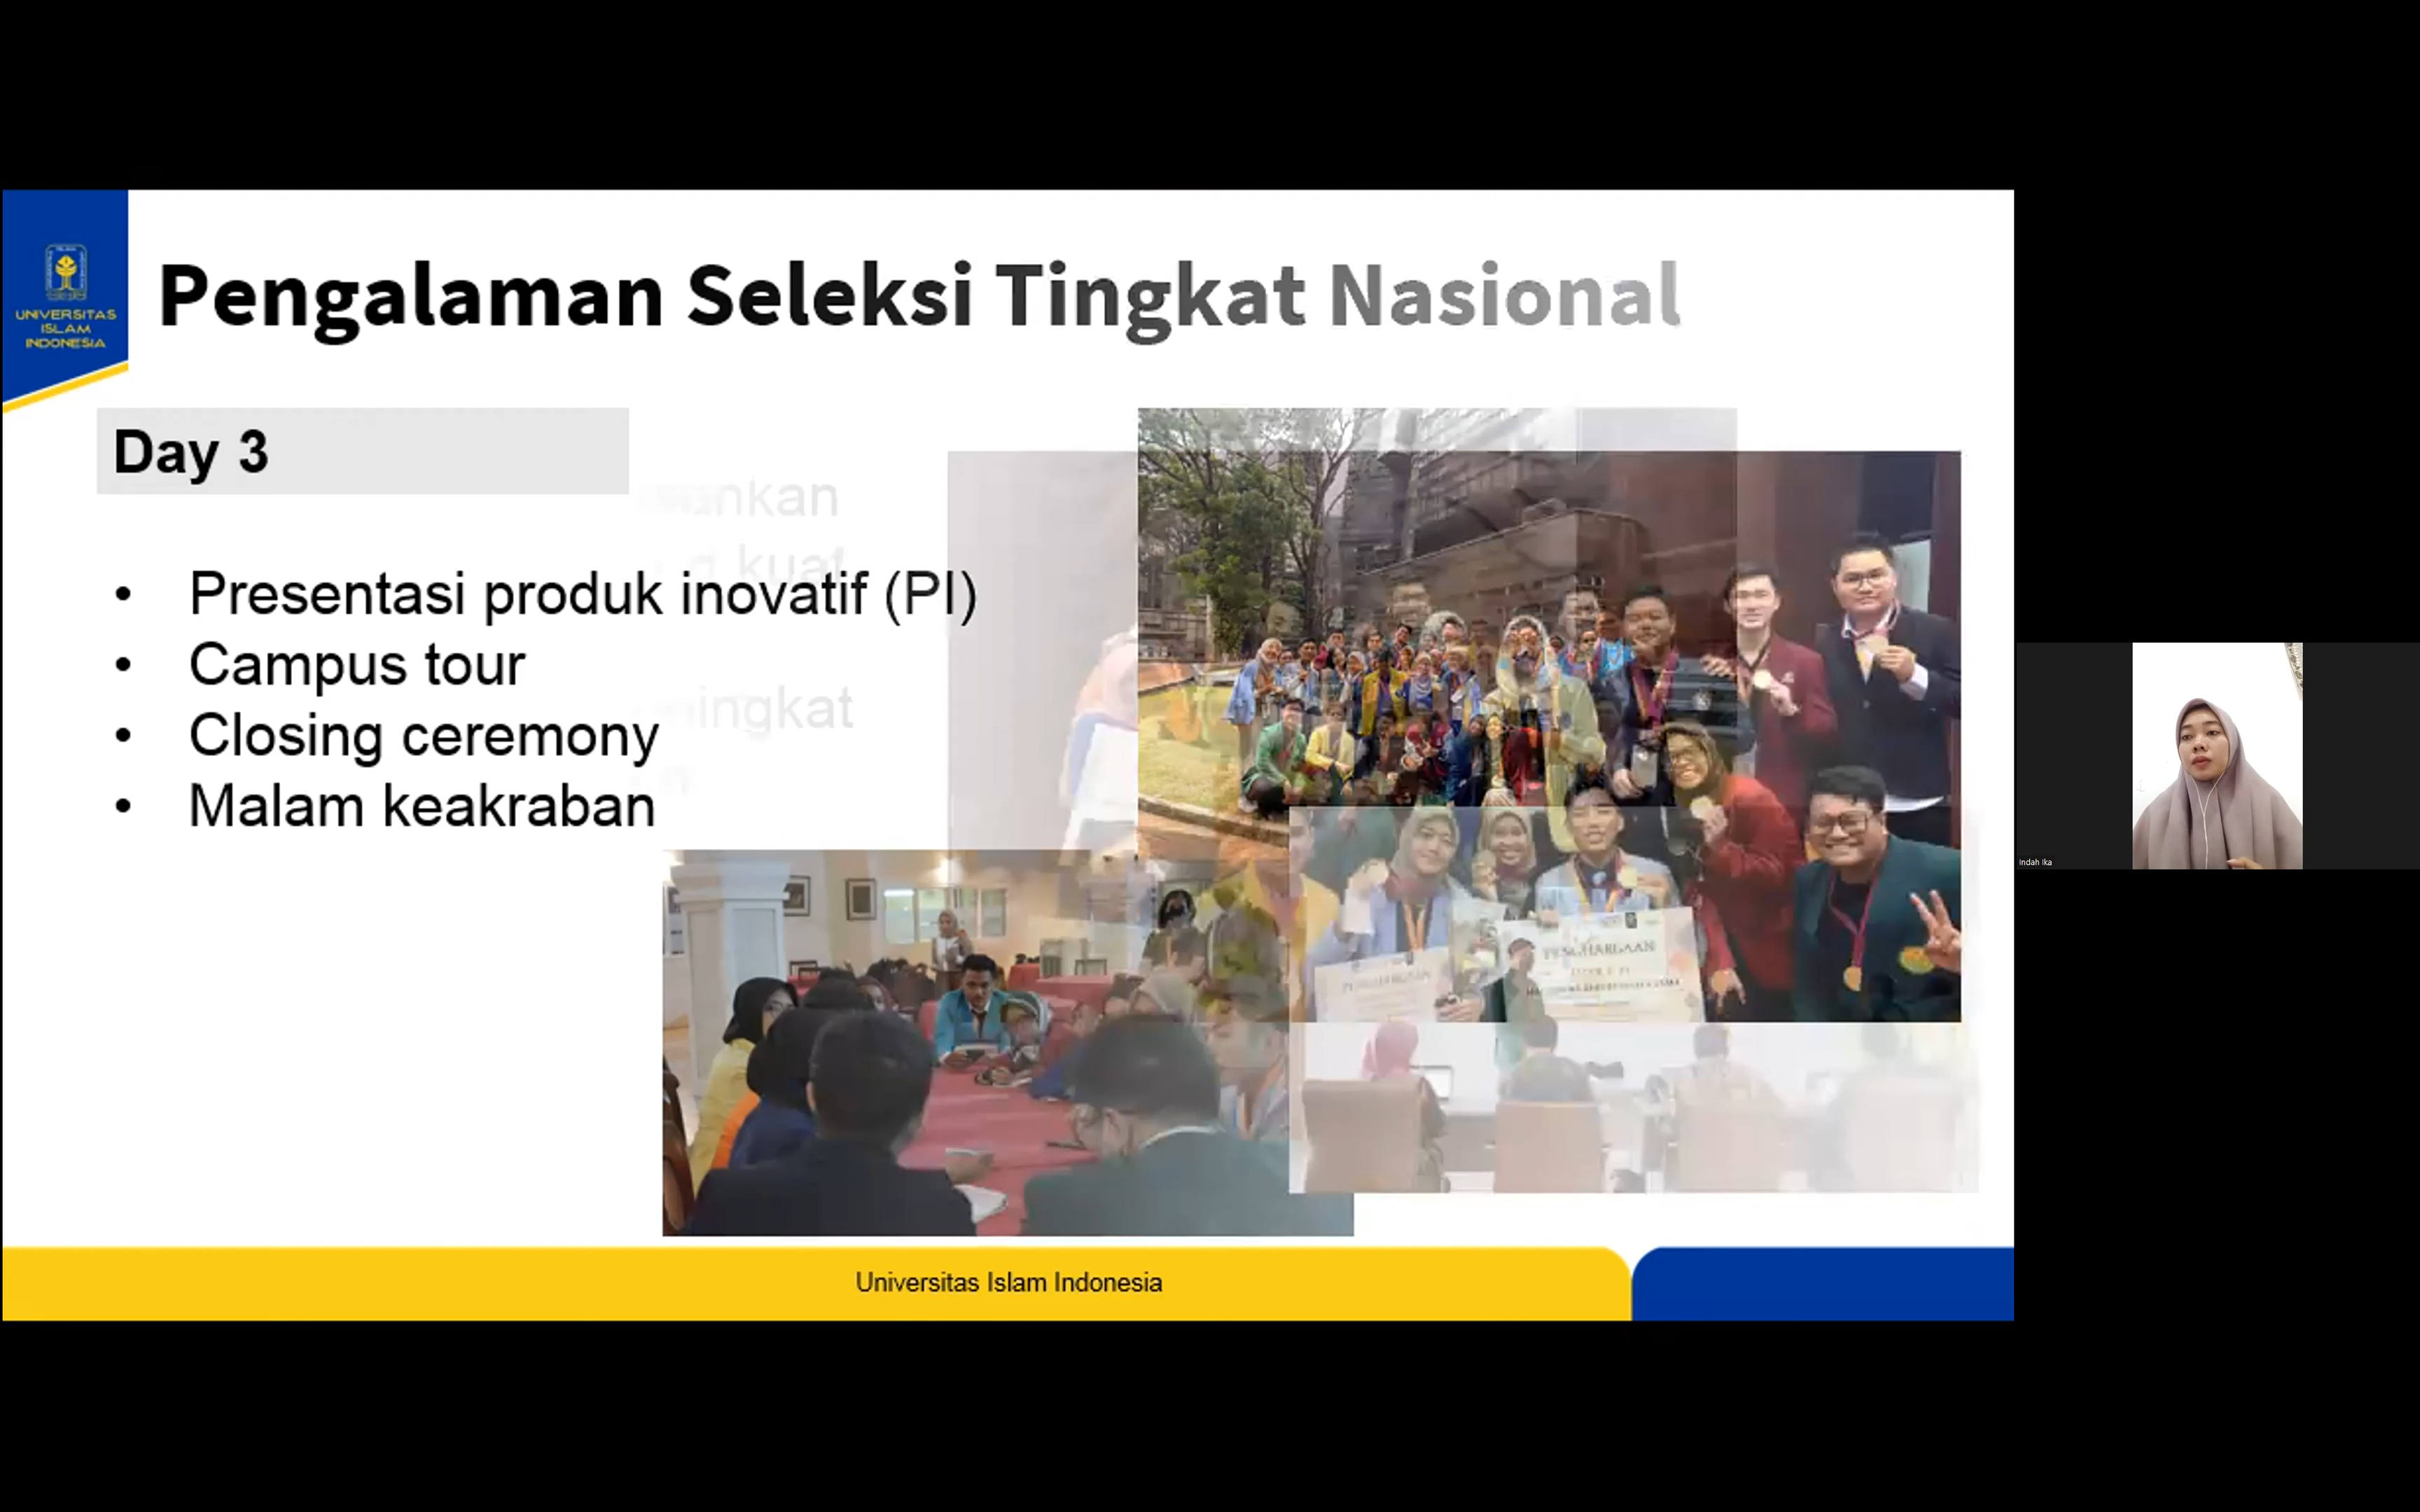 UNIVERSITAS
ISLAM
INDONESIA
Pengalaman Seleksi Tingkat Nasional
Day 3
kuat
• Presentasi produk inovatif (PI)
• Campus tour
• Closing ceremony
• Malam keakraban
PENGHARGAAN
Universitas Islam Indonesia
Indah Ika